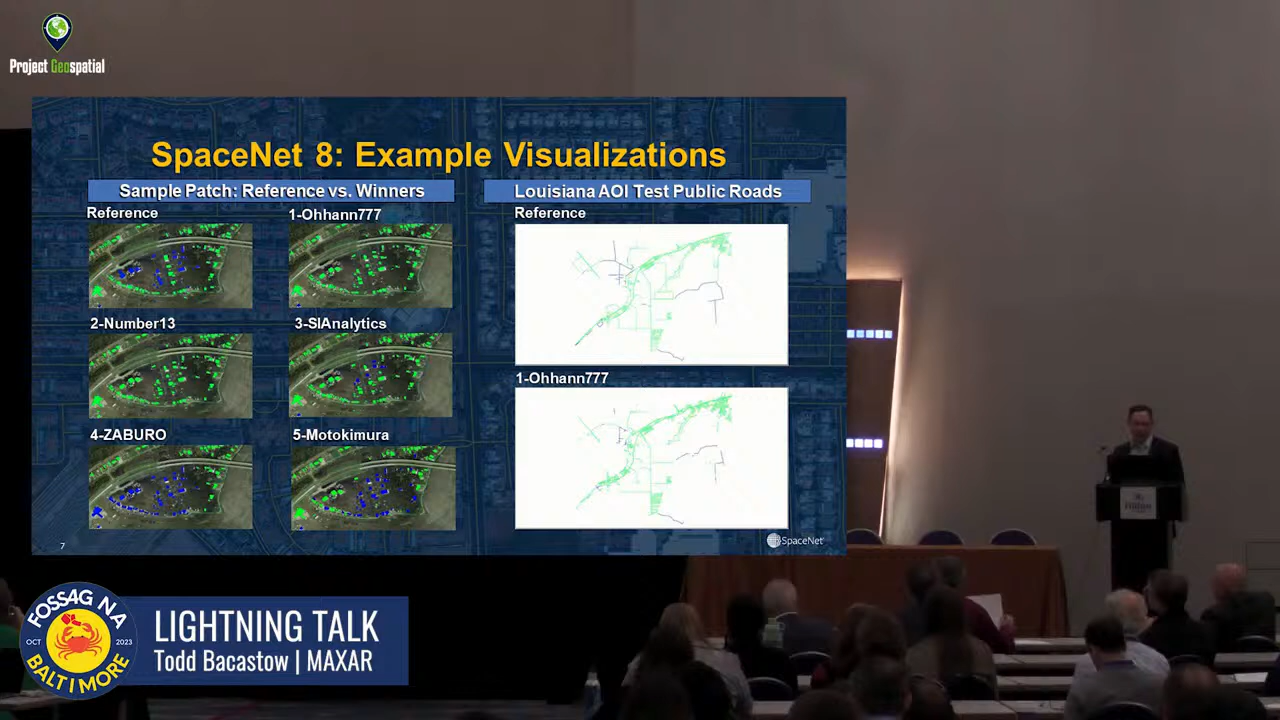 Project Geospatial
SpaceNet 8: Example Visualizations
Sample Patch: Reference vs. Winners
Reference
1-Ohhann777
2-Number13
3-SIAnalytics
4-ZABURO
5-Motokimura
Louisiana AOI Test Public Roads
Reference
1-Ohhann777
7
SpaceNet
Hilton
FOSS4G NA
OCT
2023
BALTIMORE
LIGHTNING TALK
Todd Bacastow | MAXAR